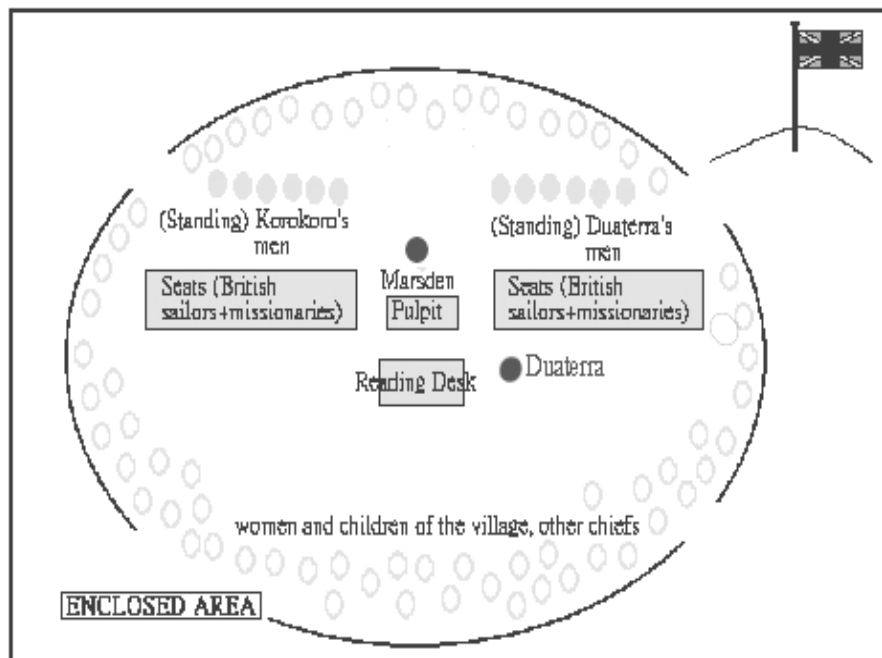 (Standing) Korokoro's
men
(Standing) Duaterra's
men
Marsden
Seats (British
sailors+missionaries)
Pulpit
Seats (British
sailors+missionaries)
Reading Desk
Duaterra
women and children of the village, other chiefs
ENCLOSED AREA